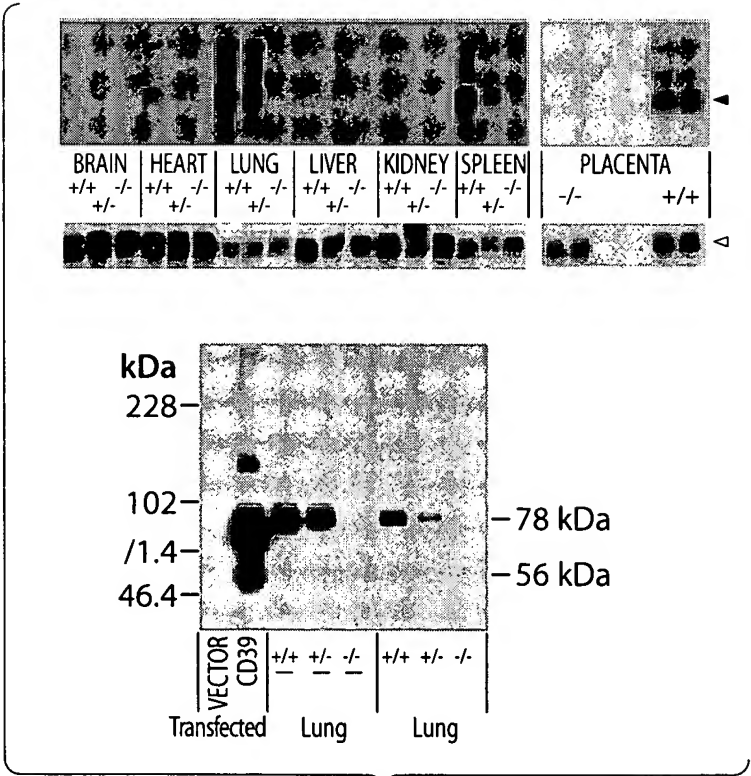 BRAIN HEART LUNG LIVER KIDNEY SPLEEN PLACENTA
+/+ -/- +/+ -/- +/+ -/- +/+ -/- +/+ -/- +/+ -/- -/- +/+
+/- +/- +/- +/- +/- +/-
kDa
228
102
78 kDa
/1.4
56 kDa
46.4
VECTOR
CD39
+/+ +/- -/- +/+ +/- -/-
Transfected Lung Lung